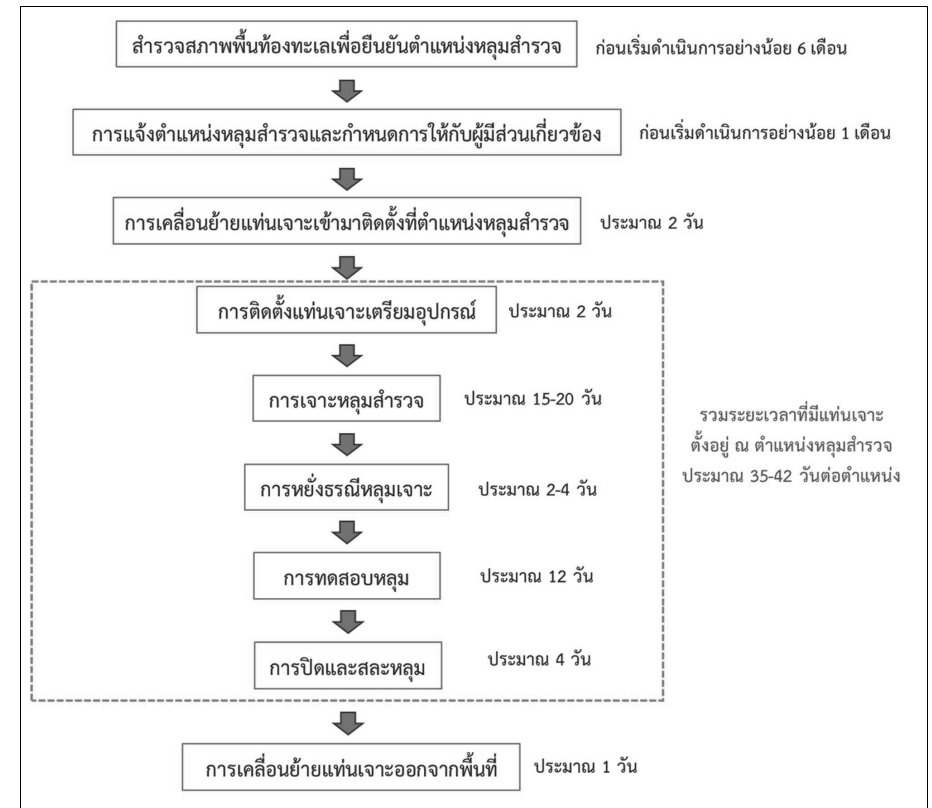 สำรวจสภาพพื้นท้องทะเลเพื่อยืนยันตำแหน่งหลุมสำรวจ ก่อนเริ่มดำเนินการอย่างน้อย 6 เดือน
การแจ้งตำแหน่งหลุมสำรวจและกำหนดการให้กับผู้มีส่วนเกี่ยวข้อง ก่อนเริ่มดำเนินการอย่างน้อย 1 เดือน
การเคลื่อนย้ายแท่นเจาะเข้ามาติดตั้งที่ตำแหน่งหลุมสำรวจ ประมาณ 2 วัน
การติดตั้งแท่นเจาะเตรียมอุปกรณ์ ประมาณ 2 วัน
การเจาะหลุมสำรวจ ประมาณ 15-20 วัน
การหยั่งธรณีหลุมเจาะ ประมาณ 2-4 วัน
การทดสอบหลุม ประมาณ 12 วัน
การปิดและสละหลุม ประมาณ 4 วัน
รวมระยะเวลาที่มีแท่นเจาะ
ตั้งอยู่ ณ ตำแหน่งหลุมสำรวจ
ประมาณ 35-42 วันต่อตำแหน่ง
การเคลื่อนย้ายแท่นเจาะออกจากพื้นที่ ประมาณ 1 วัน